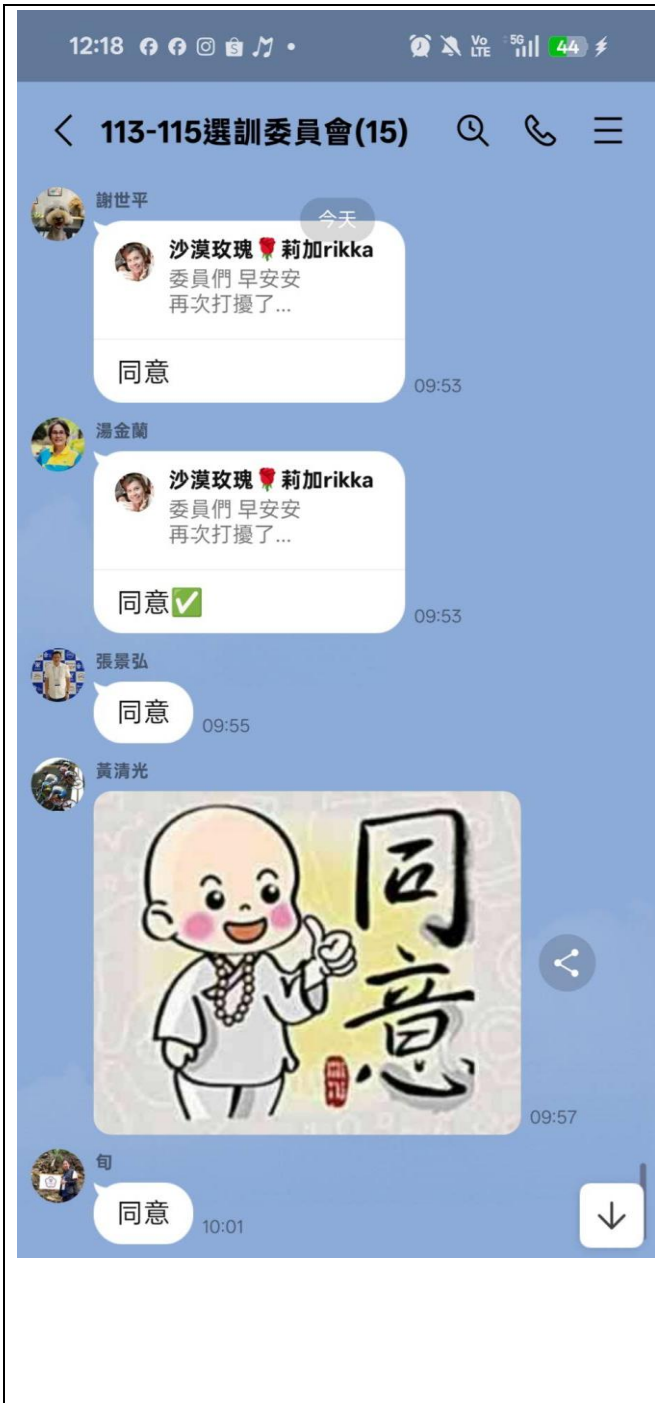 12:18
Vo LTE 5G 44
113-115選訓委員會(15)
今天
謝世平
沙漠玫瑰🌹莉加rikka
委員們 早安安
再次打擾了...
同意
09:53
湯金蘭
沙漠玫瑰🌹莉加rikka
委員們 早安安
再次打擾了...
同意✅
09:53
張景弘
同意
09:55
黃清光
同意
09:57
旬
同意
10:01